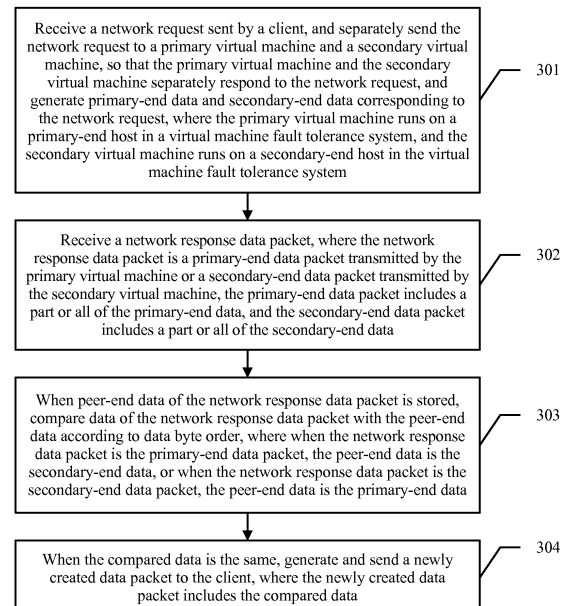 Receive a network request sent by a client, and separately send the
network request to a primary virtual machine and a secondary virtual
machine, so that the primary virtual machine and the secondary
virtual machine separately respond to the network request, and
generate primary-end data and secondary-end data corresponding to
the network request, where the primary virtual machine runs on a
primary-end host in a virtual machine fault tolerance system, and the
secondary virtual machine runs on a secondary-end host in the virtual
machine fault tolerance system
301
Receive a network response data packet, where the network
response data packet is a primary-end data packet transmitted by the
primary virtual machine or a secondary-end data packet transmitted by
the secondary virtual machine, the primary-end data packet includes a
part or all of the primary-end data, and the secondary-end data packet
includes a part or all of the secondary-end data
302
When peer-end data of the network response data packet is stored,
compare data of the network response data packet with the peer-end
data according to data byte order, where when the network response
data packet is the primary-end data packet, the peer-end data is the
secondary-end data, or when the network response data packet is the
secondary-end data packet, the peer-end data is the primary-end data
303
When the compared data is the same, generate and send a newly
created data packet to the client, where the newly created data
packet includes the compared data
304